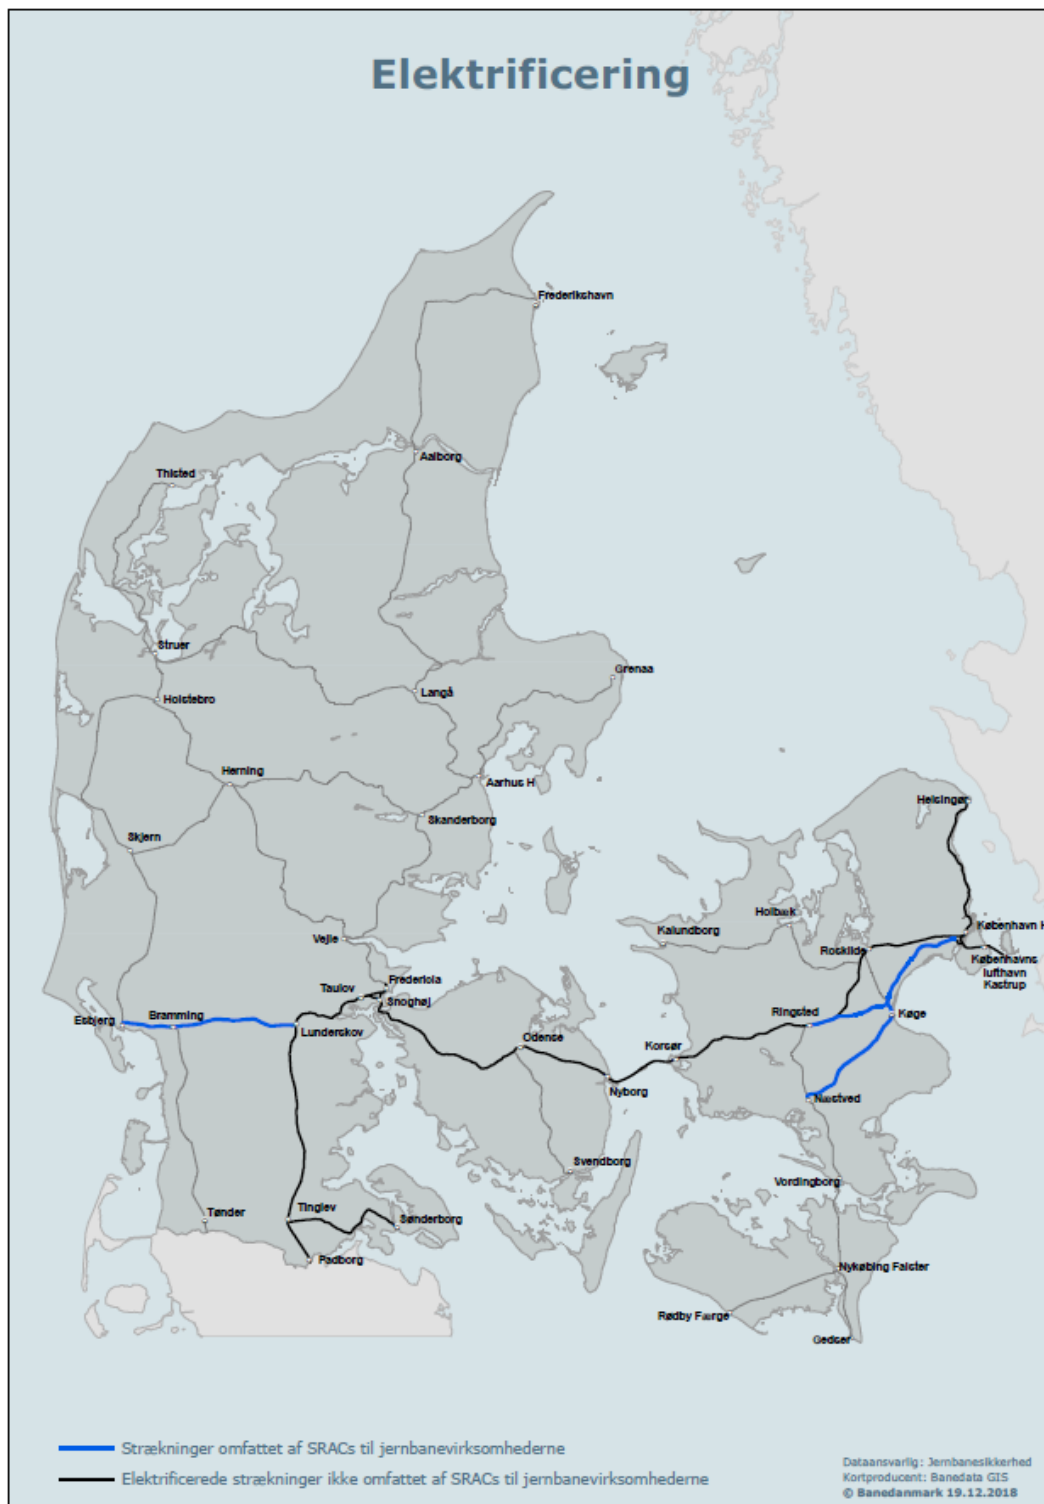 Elektrificering
Frederikshavn
Aalborg
Thisted
Struer
Grenaa
Langå
Holstebro
Herning
Aarhus H
Helsingør
Skanderborg
Skjern
Holbæk
København H
Kalundborg
Vejle
Roskilde
Københavns
lufthavn
Kastrup
Fredericia
Taulov
Snoghøj
Esbjerg
Bramming
Lunderskov
Ringsted
Køge
Odense
Korsør
Nyborg
Næstved
Svendborg
Vordingborg
Tønder
Tinglev
Sønderborg
Padborg
Nykøbing Falster
Rødby Færge
Gedser
Strækninger omfattet af SRACs til jernbanevirksomhederne
Elektrificerede strækninger ikke omfattet af SRACs til jernbanevirksomhederne
Dataansvarlig: Jernbanesikkerhed
Kortproducent: Banedata GIS
© Banedanmark 19.12.2018